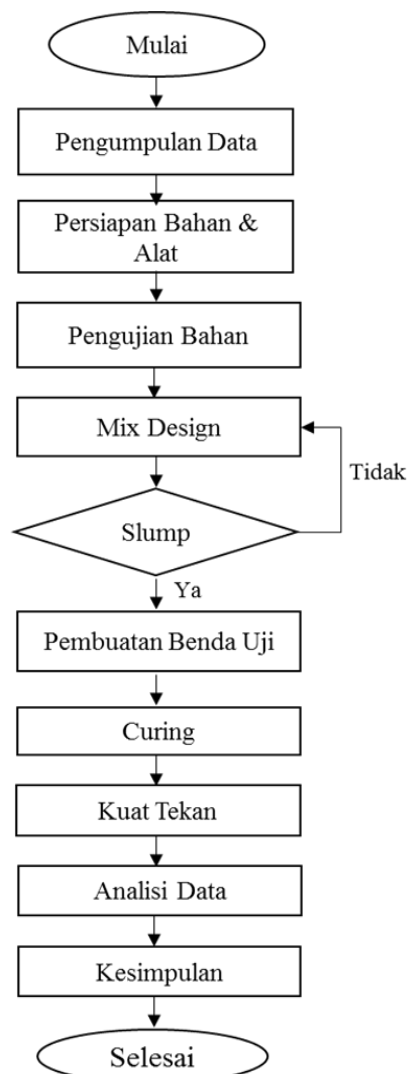 Mulai
Pengumpulan Data
Persiapan Bahan &
Alat
Pengujian Bahan
Mix Design
Tidak
Slump
Ya
Pembuatan Benda Uji
Curing
Kuat Tekan
Analisi Data
Kesimpulan
Selesai